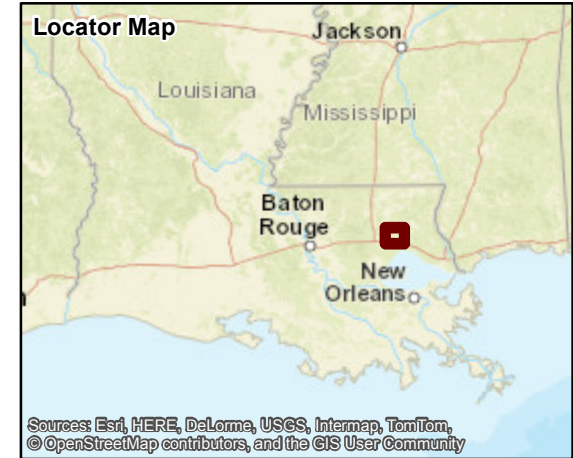 Locator Map
Jackson
Louisiana
Mississippi
Baton
Rouge
New
Orleans
Sources: Esri, HERE, DeLorme, USGS, Intermap, TomTom,
© OpenStreetMap contributors, and the GIS User Community